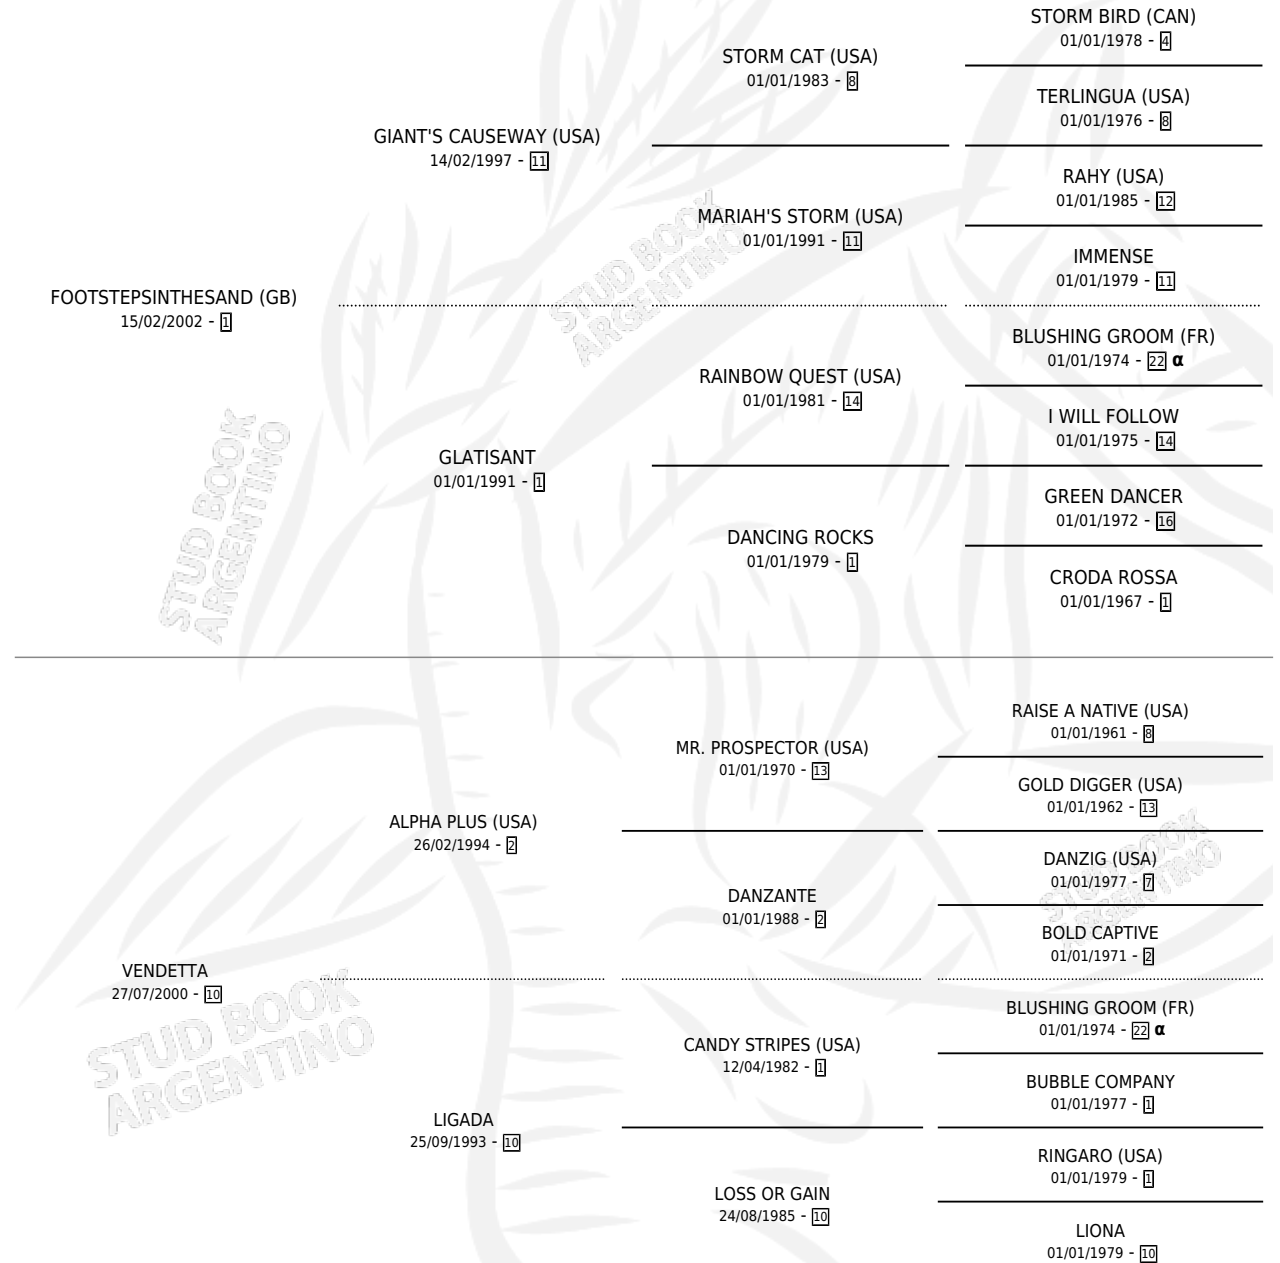 STORM BIRD (CAN)
01/01/1978 - 4
STORM CAT (USA)
01/01/1983 - 8
TERLINGUA (USA)
01/01/1976 - 8
GIANT'S CAUSEWAY (USA)
14/02/1997 - 11
RAHY (USA)
01/01/1985 - 12
MARIAH'S STORM (USA)
01/01/1991 - 11
IMMENSE
01/01/1979 - 11
FOOTSTEPSINTHESAND (GB)
15/02/2002 - 1
BLUSHING GROOM (FR)
01/01/1974 - 22 α
RAINBOW QUEST (USA)
01/01/1981 - 14
I WILL FOLLOW
01/01/1975 - 14
GLATISANT
01/01/1991 - 1
GREEN DANCER
01/01/1972 - 16
DANCING ROCKS
01/01/1979 - 1
CRODA ROSSA
01/01/1967 - 1
RAISE A NATIVE (USA)
01/01/1961 - 8
MR. PROSPECTOR (USA)
01/01/1970 - 13
GOLD DIGGER (USA)
01/01/1962 - 13
ALPHA PLUS (USA)
26/02/1994 - 2
DANZIG (USA)
01/01/1977 - 7
DANZANTE
01/01/1988 - 2
BOLD CAPTIVE
01/01/1971 - 2
VENDETTA
27/07/2000 - 10
BLUSHING GROOM (FR)
01/01/1974 - 22 α
CANDY STRIPES (USA)
12/04/1982 - 1
BUBBLE COMPANY
01/01/1977 - 1
LIGADA
25/09/1993 - 10
RINGARO (USA)
01/01/1979 - 1
LOSS OR GAIN
24/08/1985 - 10
LIONA
01/01/1979 - 10
STUD BOOK
ARGENTINO
STUD BOOK
ARGENTINO
STUD BOOK
ARGENTINO
STUD BOOK
ARGENTINO